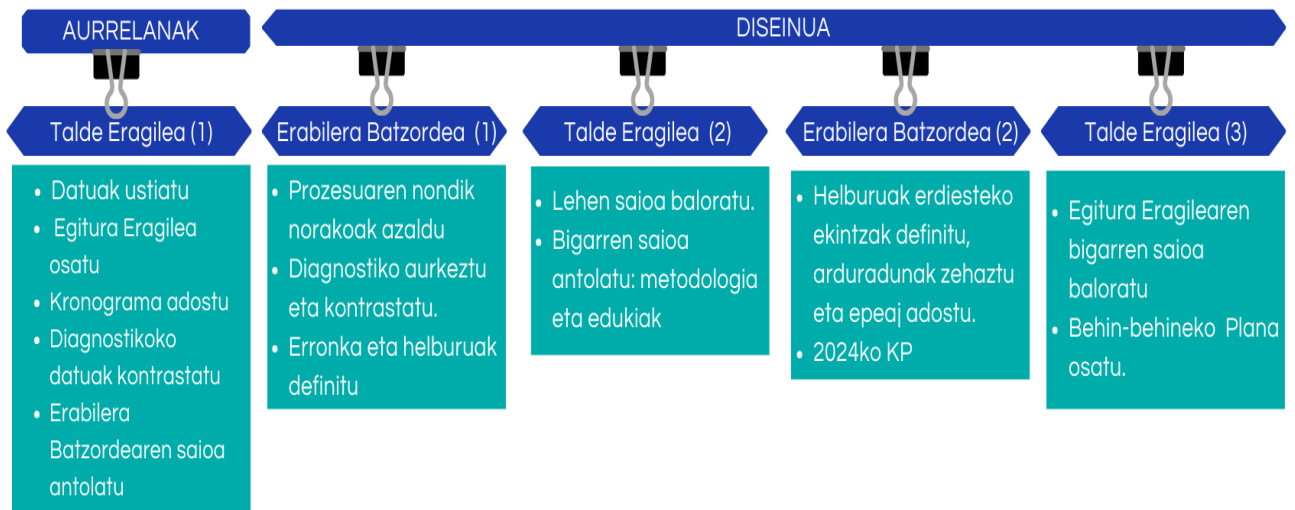 AURRELANAK
DISEINUA
Talde Eragilea (1)
• Datuak ustiatu
• Egitura Eragilea
osatu
• Kronograma adostu
• Diagnostikoko
datuak kontrastatu
• Erabilera
Batzordearen saioa
antolatu
Erabilera Batzordea (1)
• Prozesuaren nondik
norakoak azaldu
• Diagnostiko aurkeztu
eta kontrastatu.
• Erronka eta helburuak
definitu
Talde Eragilea (2)
• Lehen saioa baloratu.
• Bigarren saioa
antolatu: metodologia
eta edukiak
Erabilera Batzordea (2)
• Helburuak erdiesteko
ekintzak definitu,
arduradunak zehaztu
eta epeaj adostu.
• 2024ko KP
Talde Eragilea (3)
• Egitura Eragilearen
bigarren saioa
baloratu
• Behin-behineko Plana
osatu.